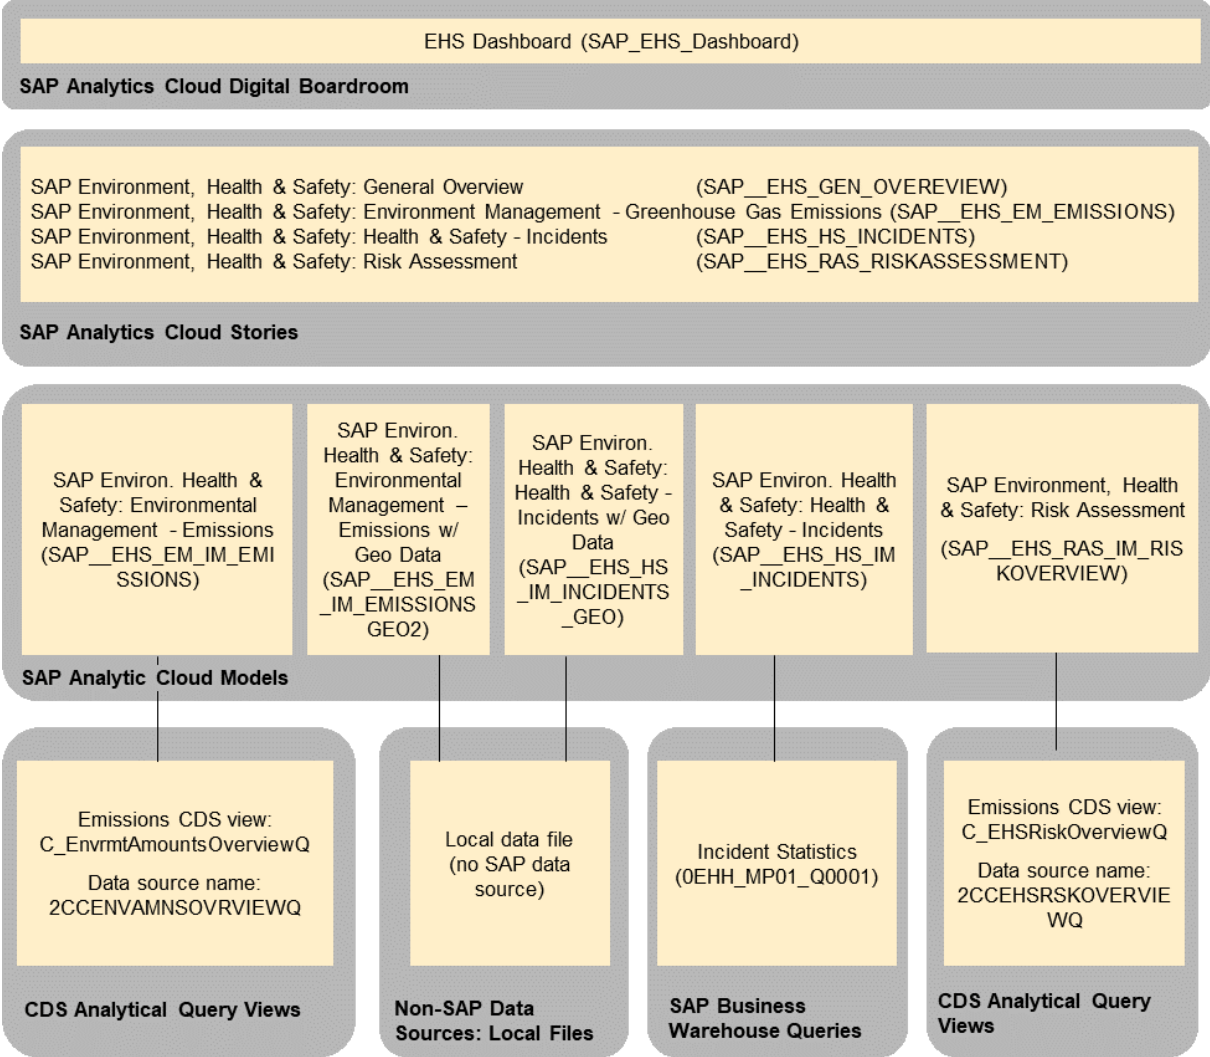 EHS Dashboard (SAP_EHS_Dashboard)
SAP Analytics Cloud Digital Boardroom
SAP Environment, Health & Safety: General Overview (SAP__EHS_GEN_OVEREVIEW)
SAP Environment, Health & Safety: Environment Management - Greenhouse Gas Emissions (SAP__EHS_EM_EMISSIONS)
SAP Environment, Health & Safety: Health & Safety - Incidents (SAP__EHS_HS_INCIDENTS)
SAP Environment, Health & Safety: Risk Assessment (SAP__EHS_RAS_RISKASSESSMENT)
SAP Analytics Cloud Stories
SAP Environ. Health &
Safety: Environmental
Management - Emissions
(SAP__EHS_EM_IM_EMI
SSIONS)
SAP Environ.
Health & Safety:
Environmental
Management –
Emissions w/
Geo Data
(SAP__EHS_EM
_IM_EMISSIONS
GEO2)
SAP Environ.
Health & Safety:
Health & Safety -
Incidents w/ Geo
Data
(SAP__EHS_HS
_IM_INCIDENTS
_GEO)
SAP Environ. Health
& Safety: Health &
Safety - Incidents
(SAP__EHS_HS_IM
_INCIDENTS)
SAP Environment, Health
& Safety: Risk Assessment
(SAP__EHS_RAS_IM_RIS
KOVERVIEW)
SAP Analytic Cloud Models
Emissions CDS view:
C_EnvrmtAmountsOverviewQ
Data source name:
2CCENVAMNSOVRVIEWQ
CDS Analytical Query Views
Local data file
(no SAP data
source)
Non-SAP Data
Sources: Local Files
Incident Statistics
(0EHH_MP01_Q0001)
SAP Business
Warehouse Queries
Emissions CDS view:
C_EHSRiskOverviewQ
Data source name:
2CCEHSRSKOVERVIE
WQ
CDS Analytical Query
Views